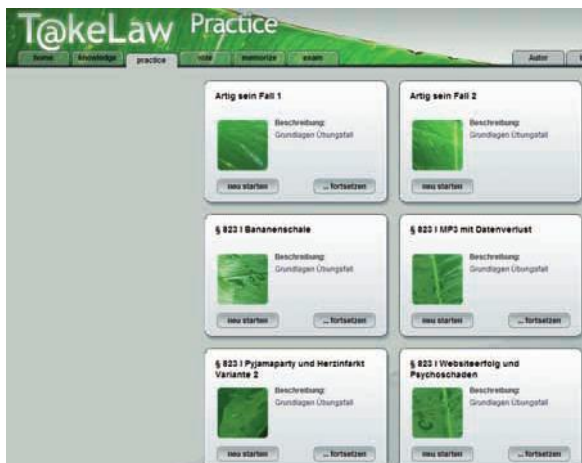 T@keLaw Practice
home knowledge practice vote memorize exam Autor
Artig sein Fall 1
Beschreibung:
Grundlagen Übungsfall
neu starten ... fortsetzen
Artig sein Fall 2
Beschreibung:
Grundlagen Übungsfall
neu starten ... fortsetzen
§ 823 I Bananenschale
Beschreibung:
Grundlagen Übungsfall
neu starten ... fortsetzen
§ 823 I MP3 mit Datenverlust
Beschreibung:
Grundlagen Übungsfall
neu starten ... fortsetzen
§ 823 I Pyjamaparty und Herzinfarkt
Variante 2
Beschreibung:
Grundlagen Übungsfall
neu starten ... fortsetzen
§ 823 I Websiteerfolg und
Psychoschaden
Beschreibung:
Grundlagen Übungsfall
neu starten ... fortsetzen